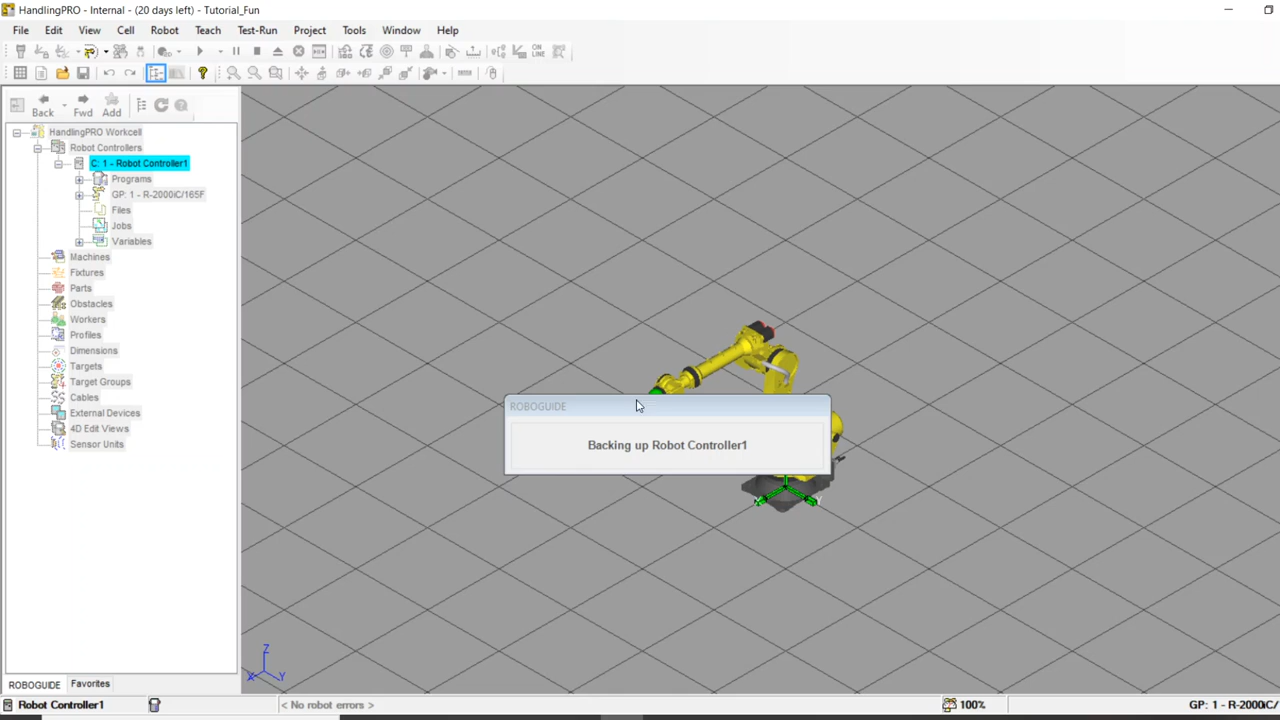 HandlingPRO - Internal - (20 days left) - Tutorial_Fun
File Edit View Cell Robot Teach Test-Run Project Tools Window Help
ON LINE
Back Fwd Add
HandlingPRO Workcell
Robot Controllers
C: 1 - Robot Controller1
Programs
GP: 1 - R-2000iC/165F
Files
Jobs
Variables
Machines
Fixtures
Parts
Obstacles
Workers
Profiles
Dimensions
Targets
Target Groups
Cables
External Devices
4D Edit Views
Sensor Units
ROBOGUIDE
Backing up Robot Controller1
X Y
Z
X Y
ROBOGUIDE Favorites
Robot Controller1 < No robot errors > 100% GP: 1 - R-2000iC/